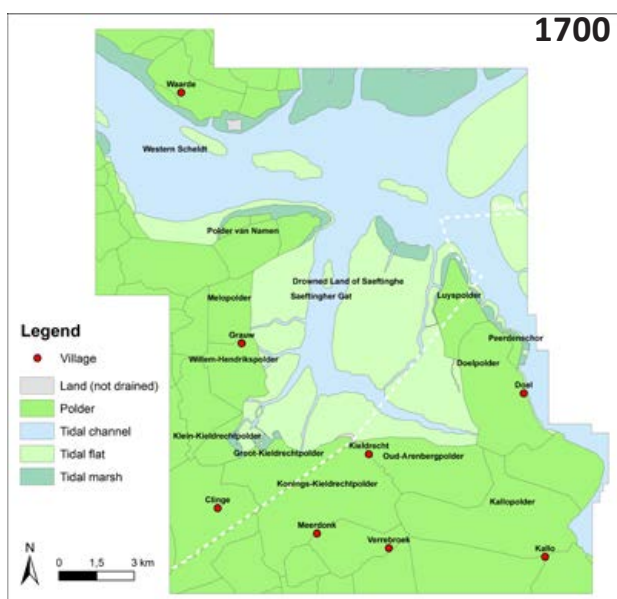 1700
Waarde
Western Scheldt
Polder van Namen
Drowned Land of Saeftinghe
Saeftingher Gat
Melopolder
Luyspolder
Peerdenschor
Grauw
Willem-Hendrikspolder
Doelpolder
Doel
Klein-Kieldrechtpolder
Groot-Kieldrechtpolder
Kieldrecht
Oud-Arenbergpolder
Konings-Kieldrechtpolder
Clinge
Kallopolder
Meerdonk
Verrebroek
Kallo
Legend
Village
Land (not drained)
Polder
Tidal channel
Tidal flat
Tidal marsh
N
0 1,5 3 km